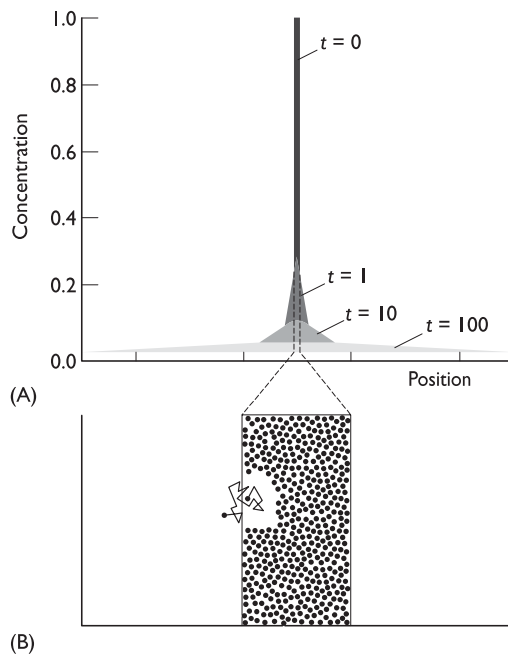 1.0
t = 0
0.8
0.6
Concentration
0.4
0.2
t = 1
t = 10
t = 100
0.0
Position
(A)
(B)